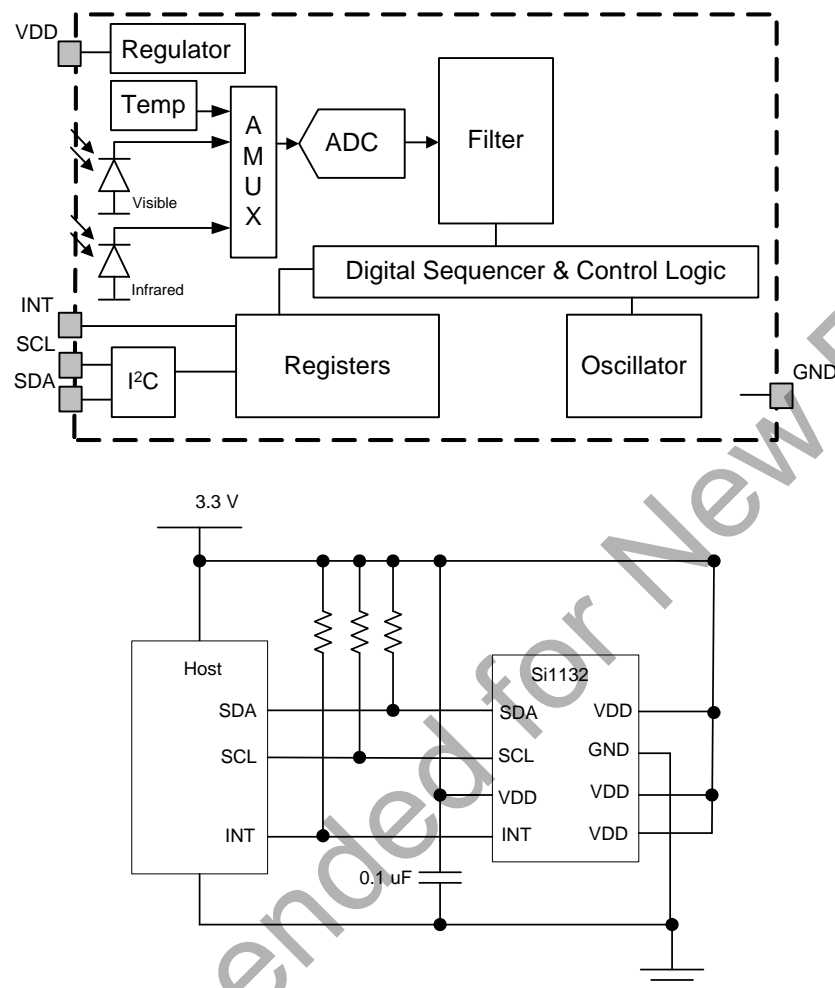 VDD
Regulator
Temp
AMUX
ADC
Filter
Visible
Infrared
Digital Sequencer & Control Logic
INT
SCL
SDA
I²C
Registers
Oscillator
GND
3.3 V
Host
SDA
SCL
INT
Si1132
SDA
SCL
VDD
INT
VDD
GND
VDD
VDD
0.1 uF
ended for New